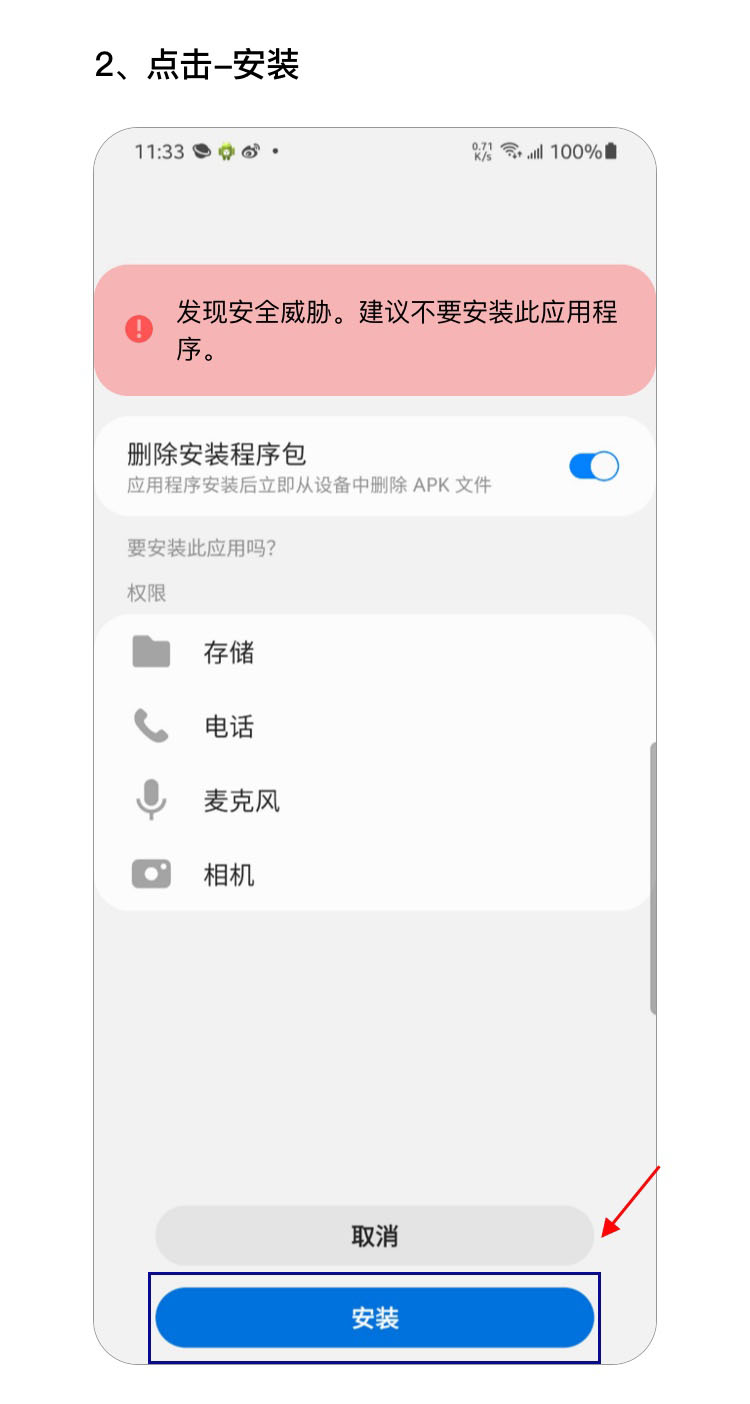 2、点击-安装
11:33
0.71
K/s
100%
发现安全威胁。建议不要安装此应用程
序。
删除安装程序包
应用程序安装后立即从设备中删除 APK 文件
要安装此应用吗?
权限
存储
电话
麦克风
相机
取消
安装